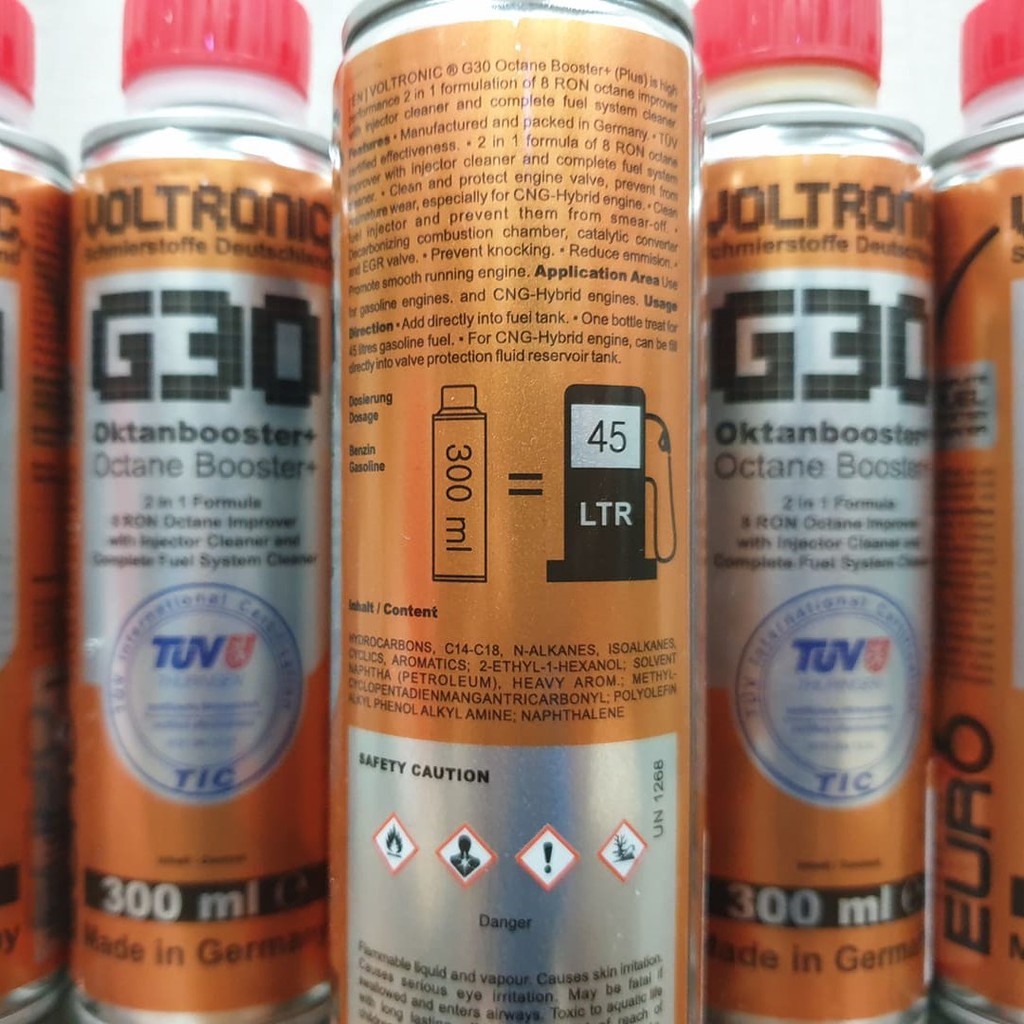 [EN] VOLTRONIC ® G30 Octane Booster+ (Plus) is high
performance 2 in 1 formulation of 8 RON octane improver
with injector cleaner and complete fuel system cleaner
Features • Manufactured and packed in Germany. • TÜV
certified effectiveness. • 2 in 1 formula of 8 RON octane
improver with injector cleaner and complete fuel system
cleaner. • Clean and protect engine valve, prevent from
premature wear, especially for CNG-Hybrid engine. • Clean
fuel injector and prevent them from smear-off. •
Decarbonizing combustion chamber, catalytic converter
and EGR valve. • Prevent knocking. • Reduce emmision. •
Promote smooth running engine. Application Area Use
for gasoline engines. and CNG-Hybrid engines. Usage
Direction • Add directly into fuel tank. • One bottle treat for
45 litres gasoline fuel. • For CNG-Hybrid engine, can be fill
directly into valve protection fluid reservoir tank.
Dosierung
Dosage
Benzin
Gasoline
300 ml
=
45
LTR
Inhalt / Content
HYDROCARBONS, C14-C18, N-ALKANES, ISOALKANES,
CYCLICS, AROMATICS; 2-ETHYL-1-HEXANOL; SOLVENT
NAPHTHA (PETROLEUM), HEAVY AROM.; METHYL-
CYCLOPENTADIENMANGANTRICARBONYL; POLYOLEFIN
ALKYL PHENOL ALKYL AMINE; NAPHTHALENE
SAFETY CAUTION
UN 1268
Danger
Flammable liquid and vapour. Causes skin irritation.
Causes serious eye irritation. May be fatal if
swallowed and enters airways. Toxic to aquatic life
with long lasting
of reach of
VOLTRONIC
Schmierstoffe Deutschland
G30
Oktanbooster+
Octane Booster+
2 in 1 Formula
8 RON Octane Improver
with Injector Cleaner and
Complete Fuel System Cleaner
TÜV
THÜRINGEN
TIC
300 ml
Made in Germany
VOLTRONIC
Schmierstoffe Deutschland
G30
Oktanbooster+
Octane Booster+
2 in 1 Formula
8 RON Octane Improver
with Injector Cleaner and
Complete Fuel System Cleaner
TÜV
THÜRINGEN
TIC
300 ml
Made in Germany
EURO 6